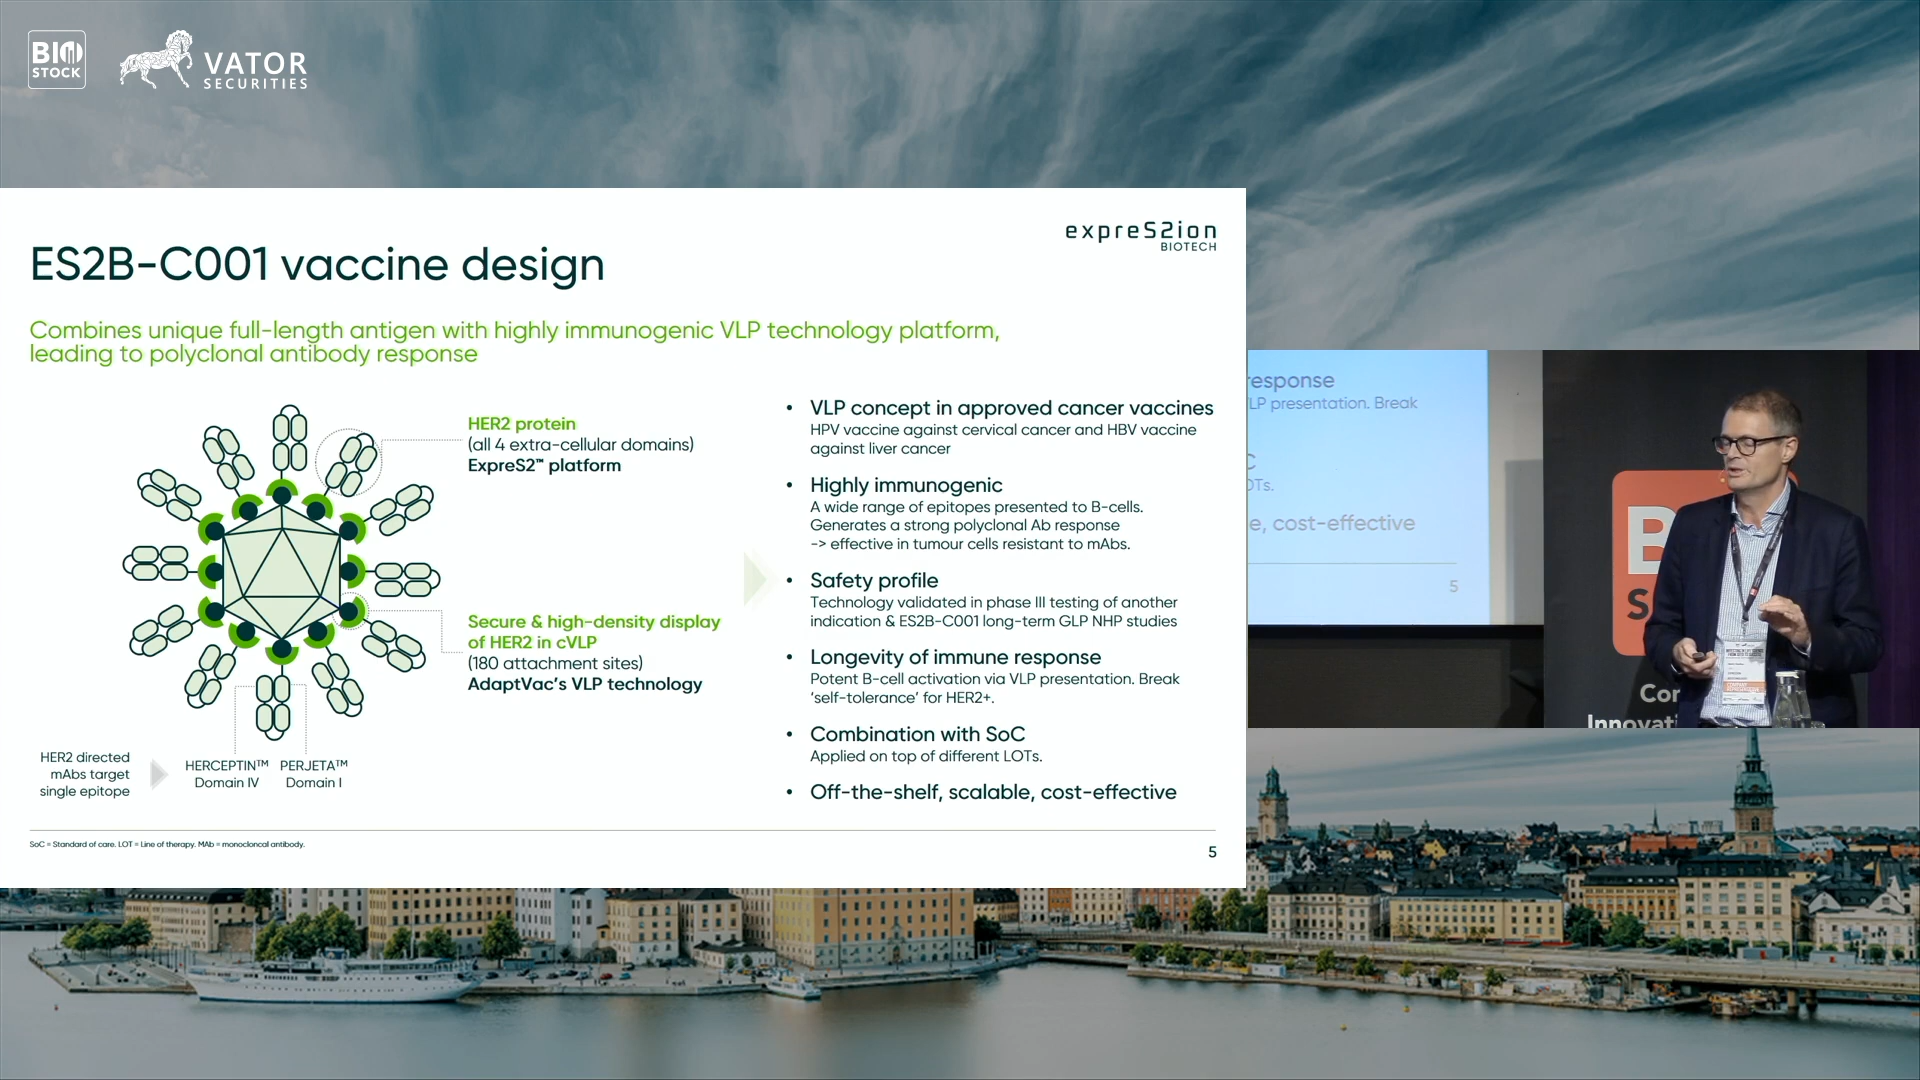 BIO
STOCK
VATOR
SECURITIES
expreS2ion
BIOTECH
ES2B-C001 vaccine design
Combines unique full-length antigen with highly immunogenic VLP technology platform,
leading to polyclonal antibody response
HER2 protein
(all 4 extra-cellular domains)
ExpreS2™ platform
Secure & high-density display
of HER2 in cVLP
(180 attachment sites)
AdaptVac's VLP technology
HER2 directed
mAbs target
single epitope
HERCEPTIN™
Domain IV
PERJETA™
Domain I
• VLP concept in approved cancer vaccines
HPV vaccine against cervical cancer and HBV vaccine
against liver cancer
• Highly immunogenic
A wide range of epitopes presented to B-cells.
Generates a strong polyclonal Ab response
-> effective in tumour cells resistant to mAbs.
• Safety profile
Technology validated in phase III testing of another
indication & ES2B-C001 long-term GLP NHP studies
• Longevity of immune response
Potent B-cell activation via VLP presentation. Break
'self-tolerance' for HER2+.
• Combination with SoC
Applied on top of different LOTs.
• Off-the-shelf, scalable, cost-effective
SoC = Standard of care. LOT = Line of therapy. MAb = monocloncal antibody.
5
response
LP presentation. Break
C
OTs.
e, cost-effective
5
B
S
Con
Innovati